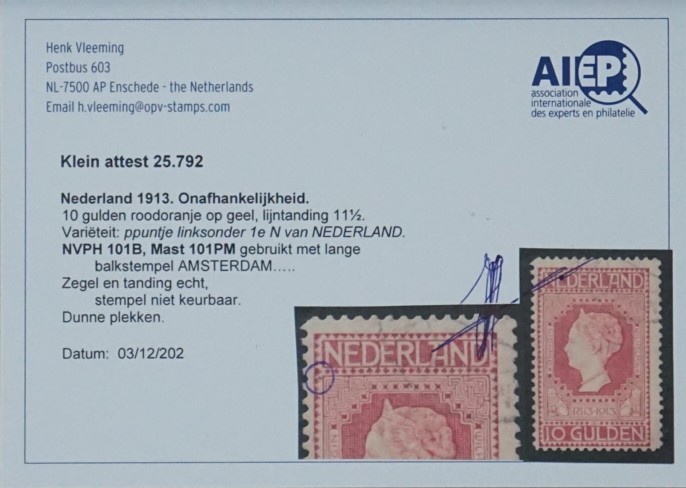 Henk Vleeming
Postbus 603
NL-7500 AP Enschede - the Netherlands
Email h.vleeming@opv-stamps.com
AIEP
association
internationale
des experts en philatelie
Klein attest 25.792
Nederland 1913. Onafhankelijkheid.
10 gulden roodoranje op geel, lijntanding 11½.
Variëteit: ppuntje linksonder 1e N van NEDERLAND.
NVPH 101B, Mast 101PM gebruikt met lange
balkstempel AMSTERDAM.....
Zegel en tanding echt,
stempel niet keurbaar.
Dunne plekken.
Datum: 03/12/202
NEDERLAND
NEDERLAND
1813-1913
10 GULDEN